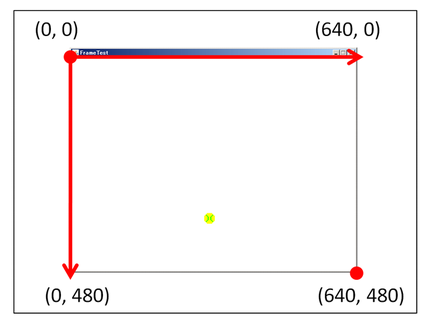 (0, 0)
(640, 0)
FrameTest
(0, 480)
(640, 480)